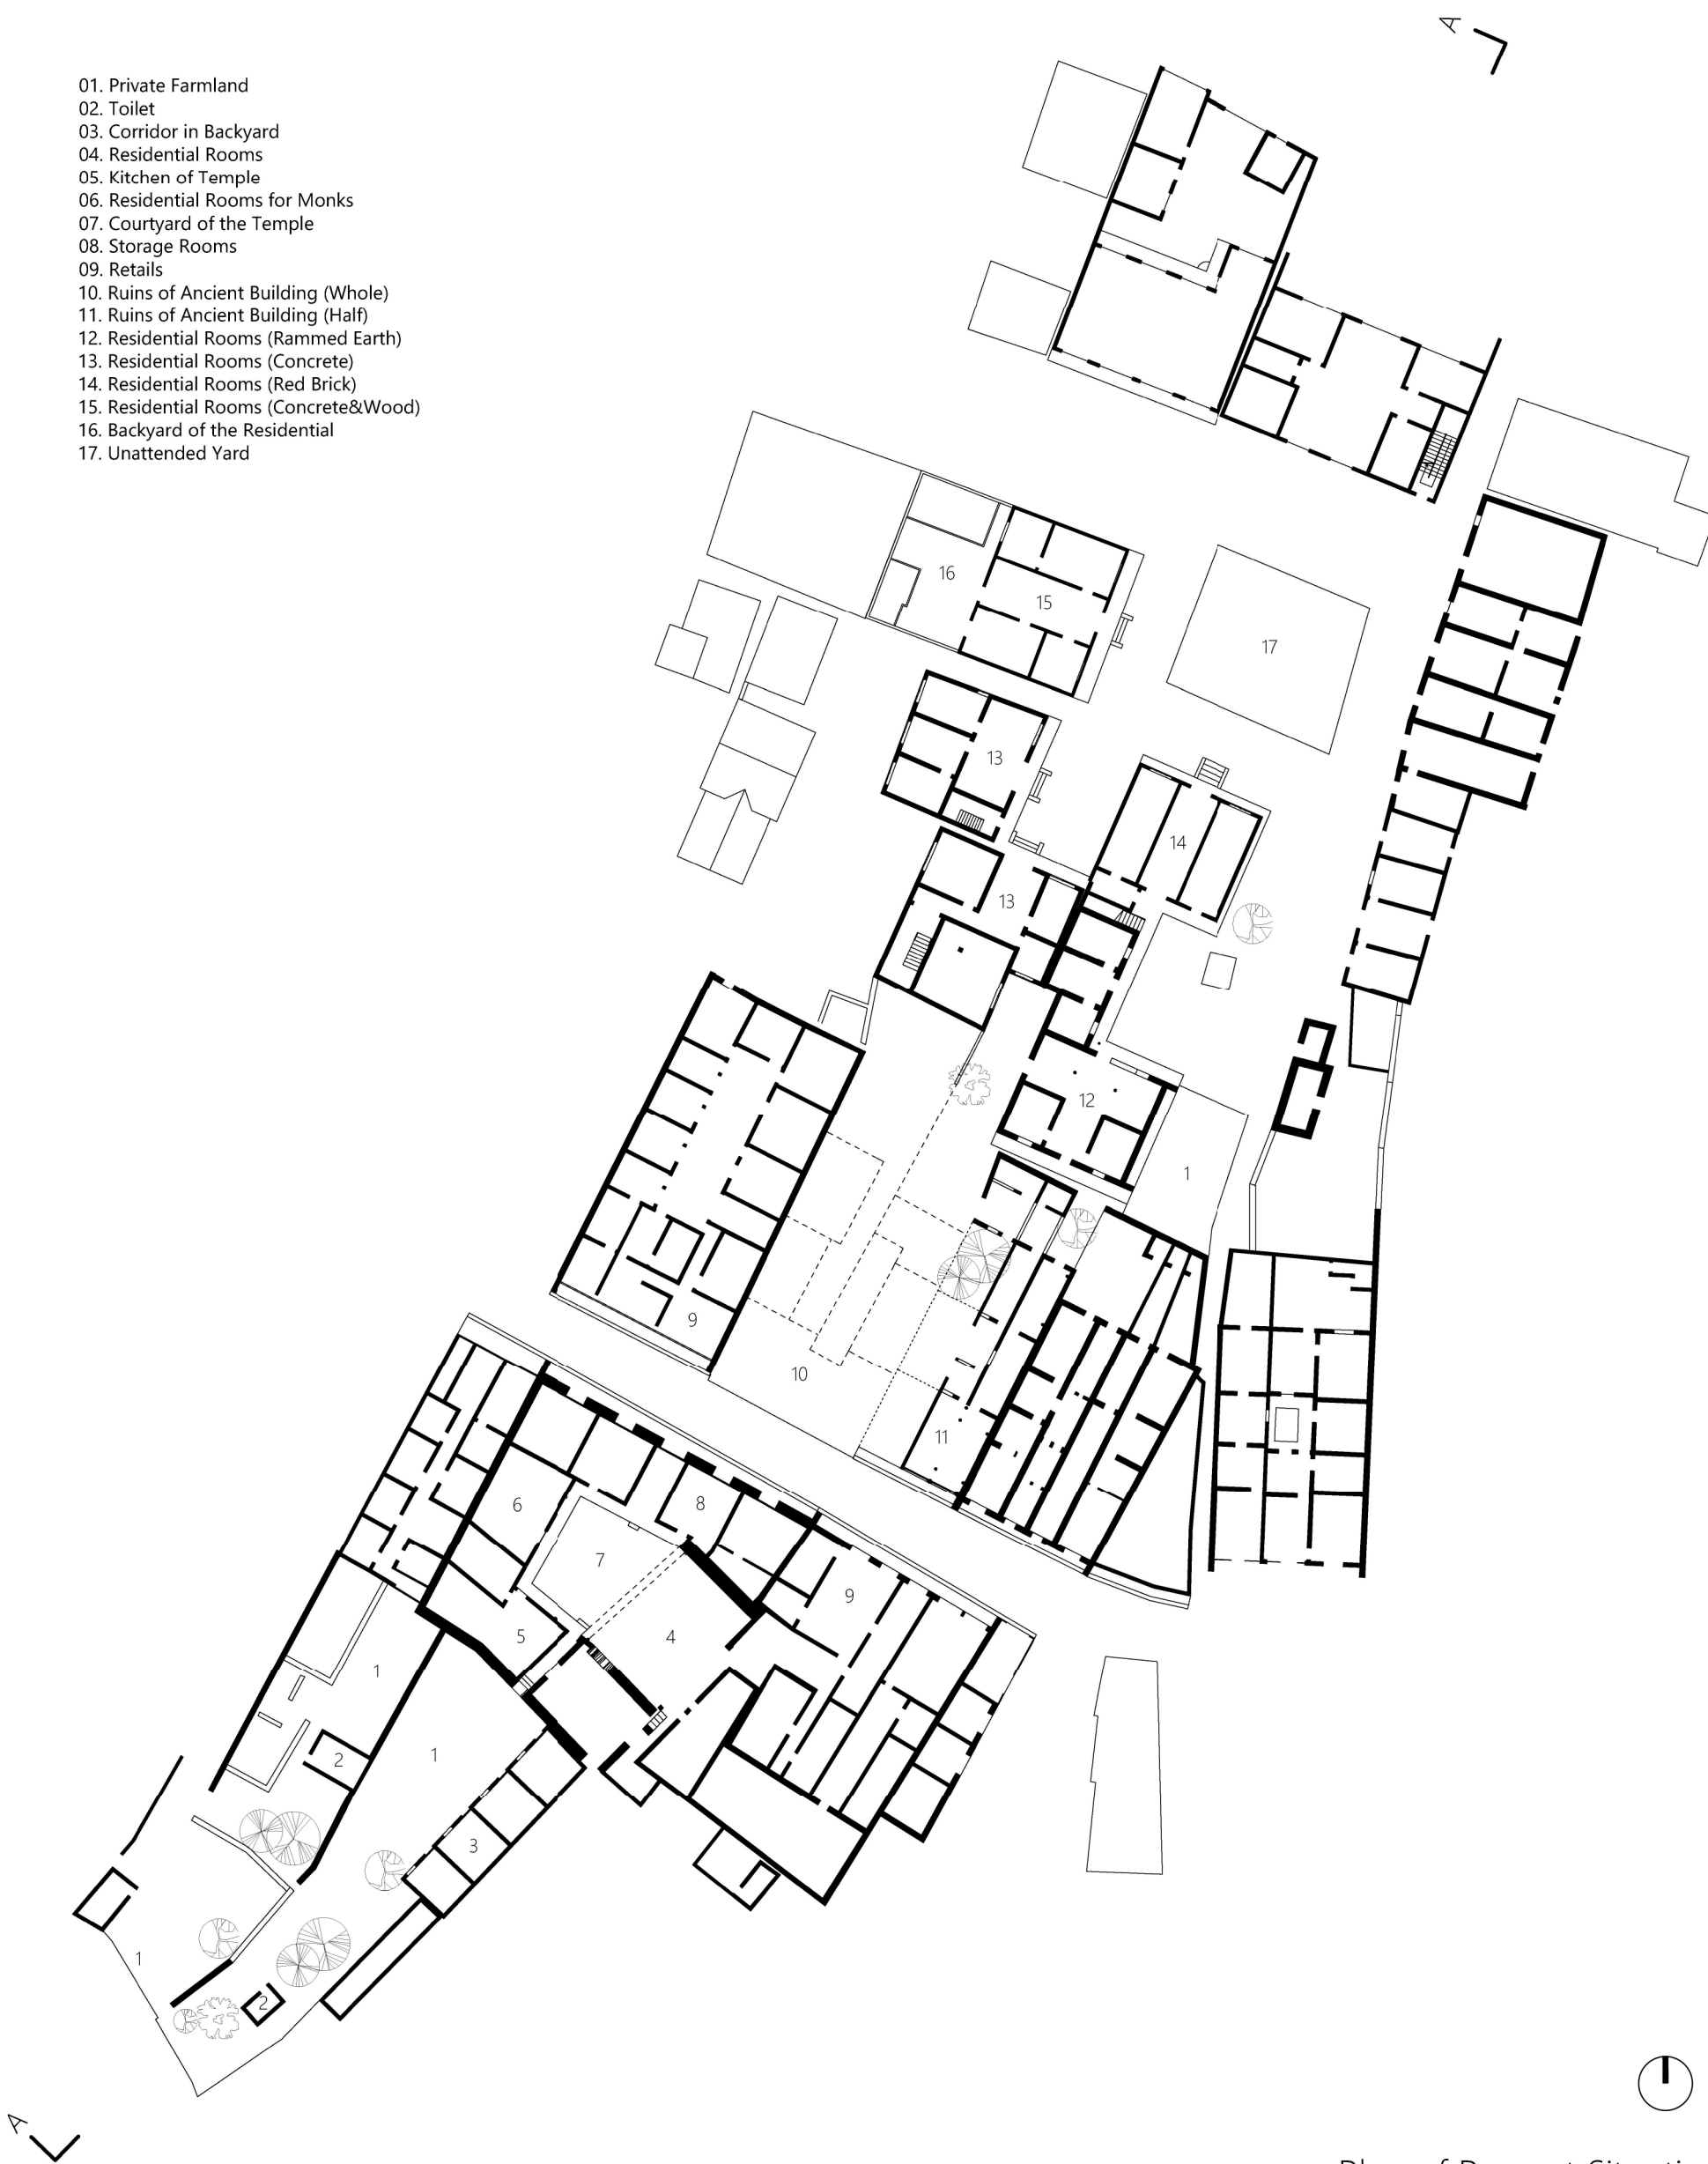 A
01. Private Farmland
02. Toilet
03. Corridor in Backyard
04. Residential Rooms
05. Kitchen of Temple
06. Residential Rooms for Monks
07. Courtyard of the Temple
08. Storage Rooms
09. Retails
10. Ruins of Ancient Building (Whole)
11. Ruins of Ancient Building (Half)
12. Residential Rooms (Rammed Earth)
13. Residential Rooms (Concrete)
14. Residential Rooms (Red Brick)
15. Residential Rooms (Concrete&Wood)
16. Backyard of the Residential
17. Unattended Yard
16
15
17
13
14
13
12
1
9
10
11
6
8
7
9
5
4
1
2
1
3
1
2
A